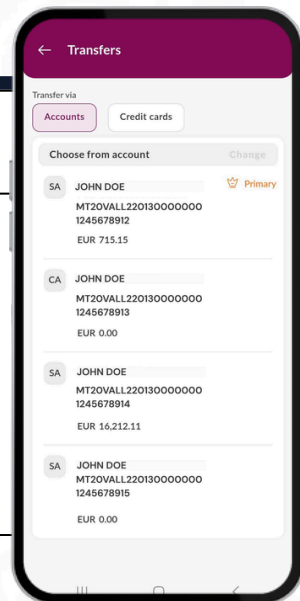 Transfers
Transfer via
Accounts
Credit cards
Choose from account
Change
SA
JOHN DOE
Primary
MT20VALL220130000000
1245678912
EUR 715.15
CA
JOHN DOE
MT20VALL220130000000
1245678913
EUR 0.00
SA
JOHN DOE
MT20VALL220130000000
1245678914
EUR 16,212.11
SA
JOHN DOE
MT20VALL220130000000
1245678915
EUR 0.00